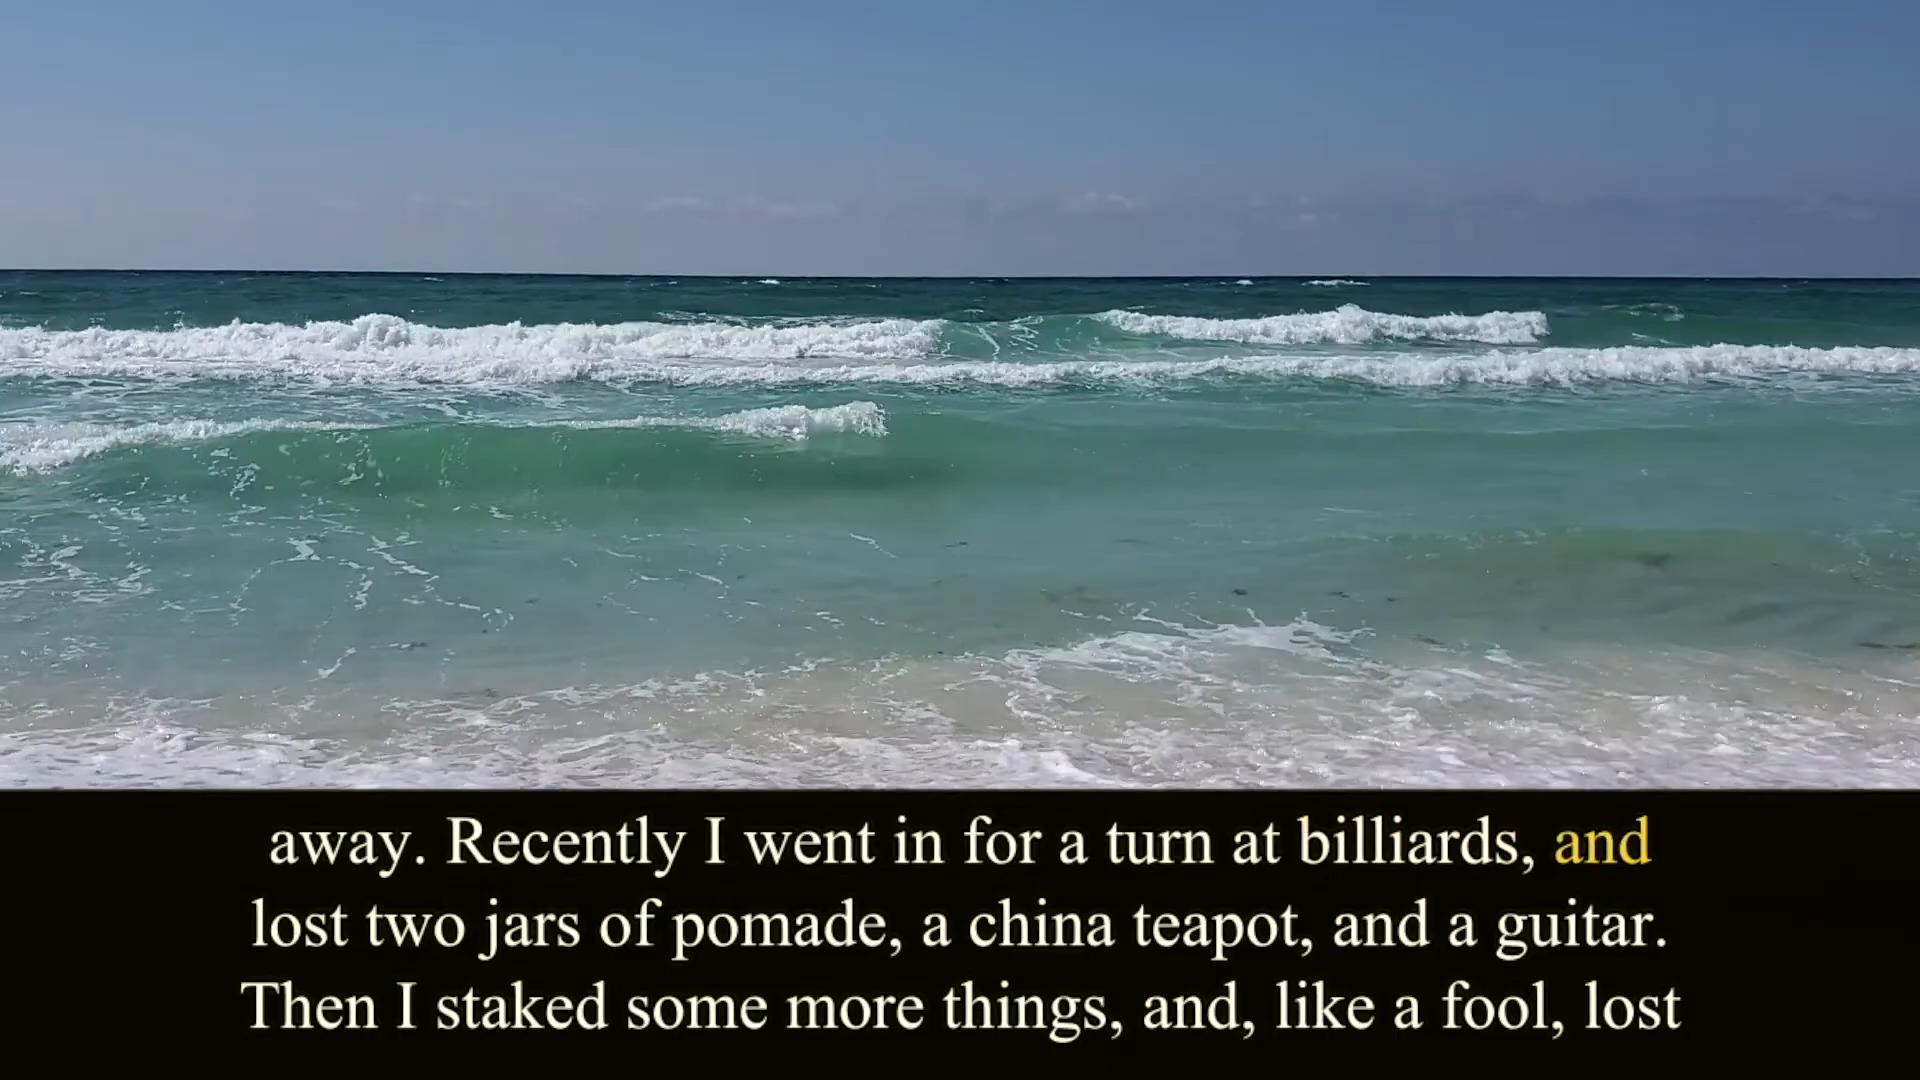 away. Recently I went in for a turn at billiards, and
lost two jars of pomade, a china teapot, and a guitar.
Then I staked some more things, and, like a fool, lost